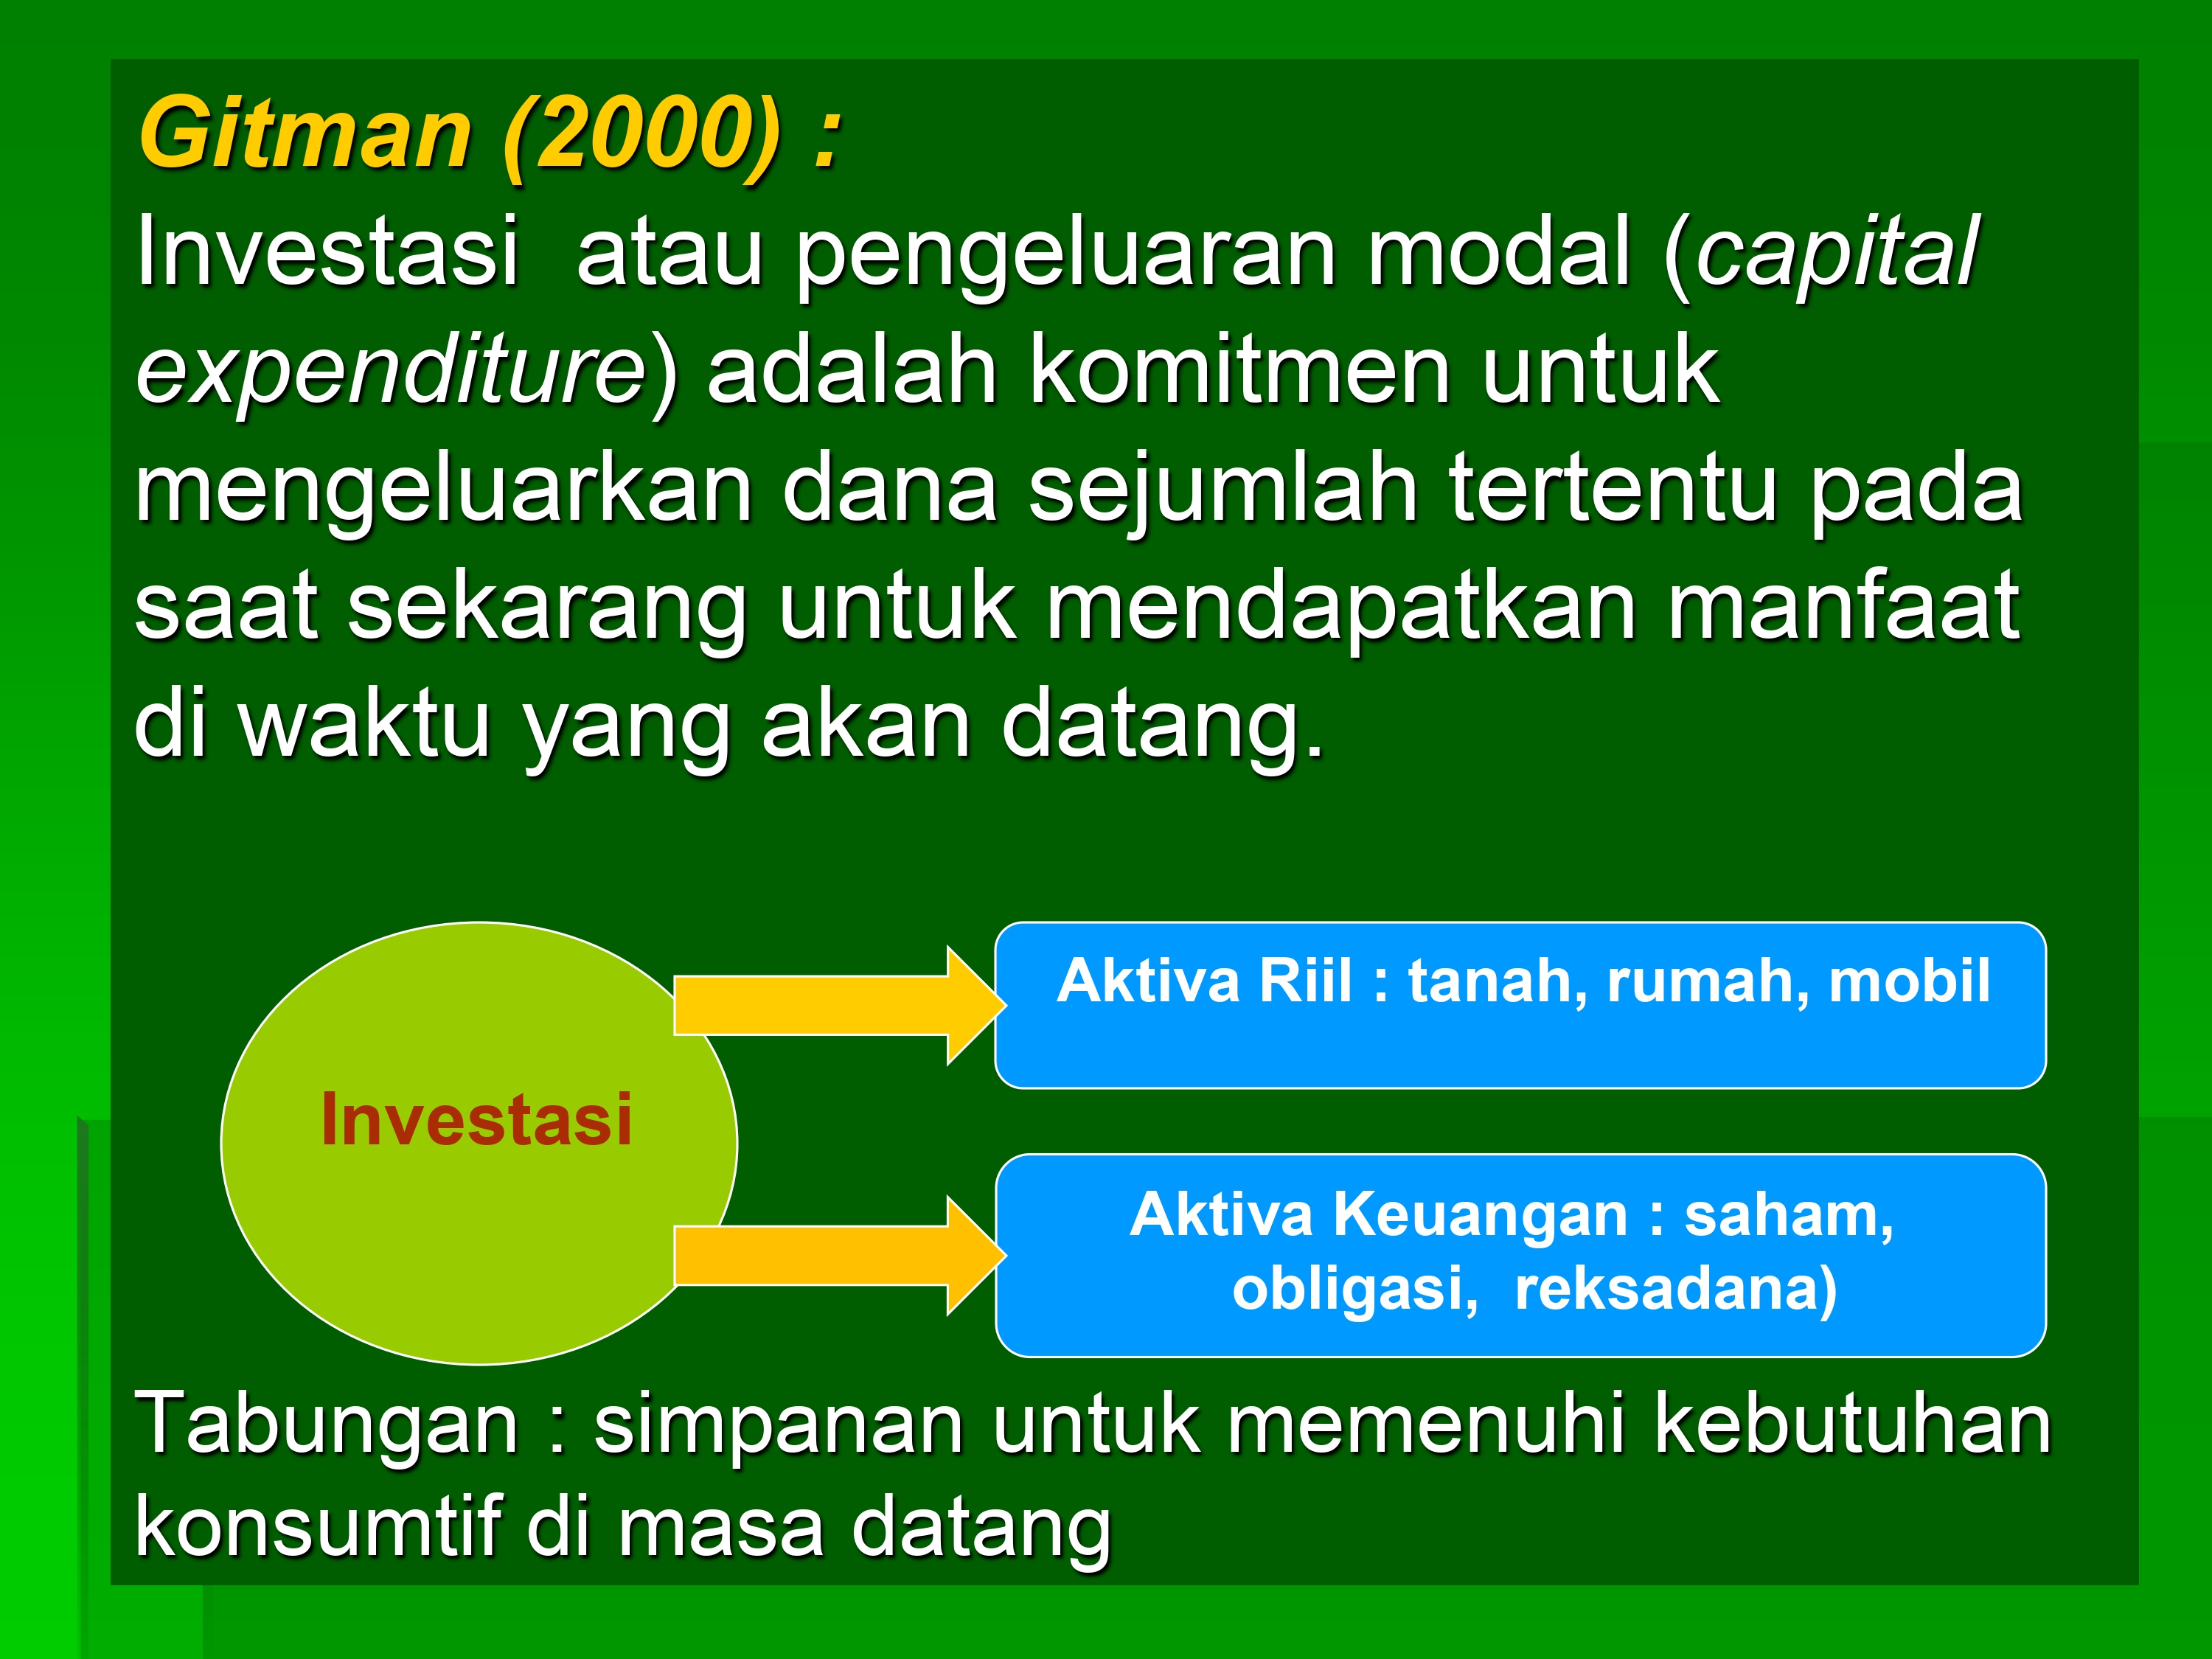 Gitman (2000) :
Investasi  atau pengeluaran modal (capital
expenditure) adalah komitmen untuk
mengeluarkan dana sejumlah tertentu pada
saat sekarang untuk mendapatkan manfaat
di waktu yang akan datang.
Investasi
Aktiva Riil : tanah, rumah, mobil
Aktiva Keuangan : saham,
obligasi,  reksadana)
Tabungan : simpanan untuk memenuhi kebutuhan
konsumtif di masa datang